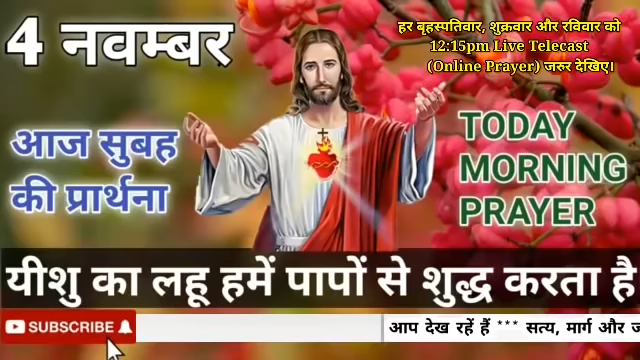 4 नवम्बर
हर बृहस्पतिवार, शुक्रवार और रविवार को
12:15pm Live Telecast
(Online Prayer) जरुर देखिए।
आज सुबह
की प्रार्थना
TODAY
MORNING
PRAYER
यीशु का लहू हमें पापों से शुद्ध करता है
SUBSCRIBE
आप देख रहें हैं *** सत्य, मार्ग और